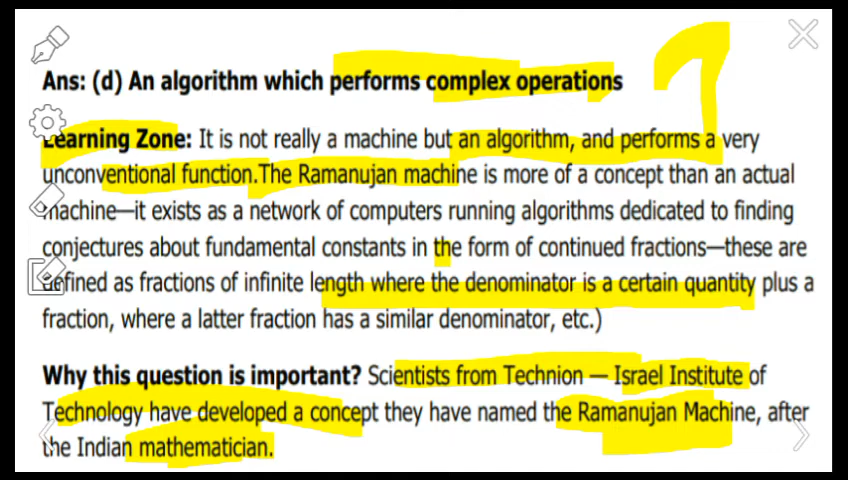 Ans: (d) An algorithm which performs complex operations
Learning Zone: It is not really a machine but an algorithm, and performs a very
unconventional function.The Ramanujan machine is more of a concept than an actual
machine—it exists as a network of computers running algorithms dedicated to finding
conjectures about fundamental constants in the form of continued fractions—these are
defined as fractions of infinite length where the denominator is a certain quantity plus a
fraction, where a latter fraction has a similar denominator, etc.)
Why this question is important? Scientists from Technion — Israel Institute of
Technology have developed a concept they have named the Ramanujan Machine, after
the Indian mathematician.